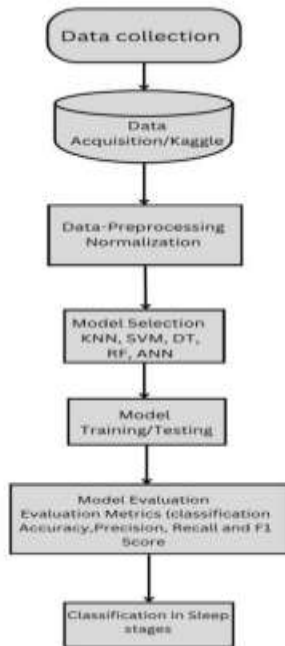 Data collection
Data
Acquisition/Kaggle
Data-Preprocessing
Normalization
Model Selection
KNN, SVM, DT,
RF, ANN
Model
Training/Testing
Model Evaluation
Evaluation Metrics (classification
Accuracy,Precision, Recall and F1
Score
Classification in Sleep
stages